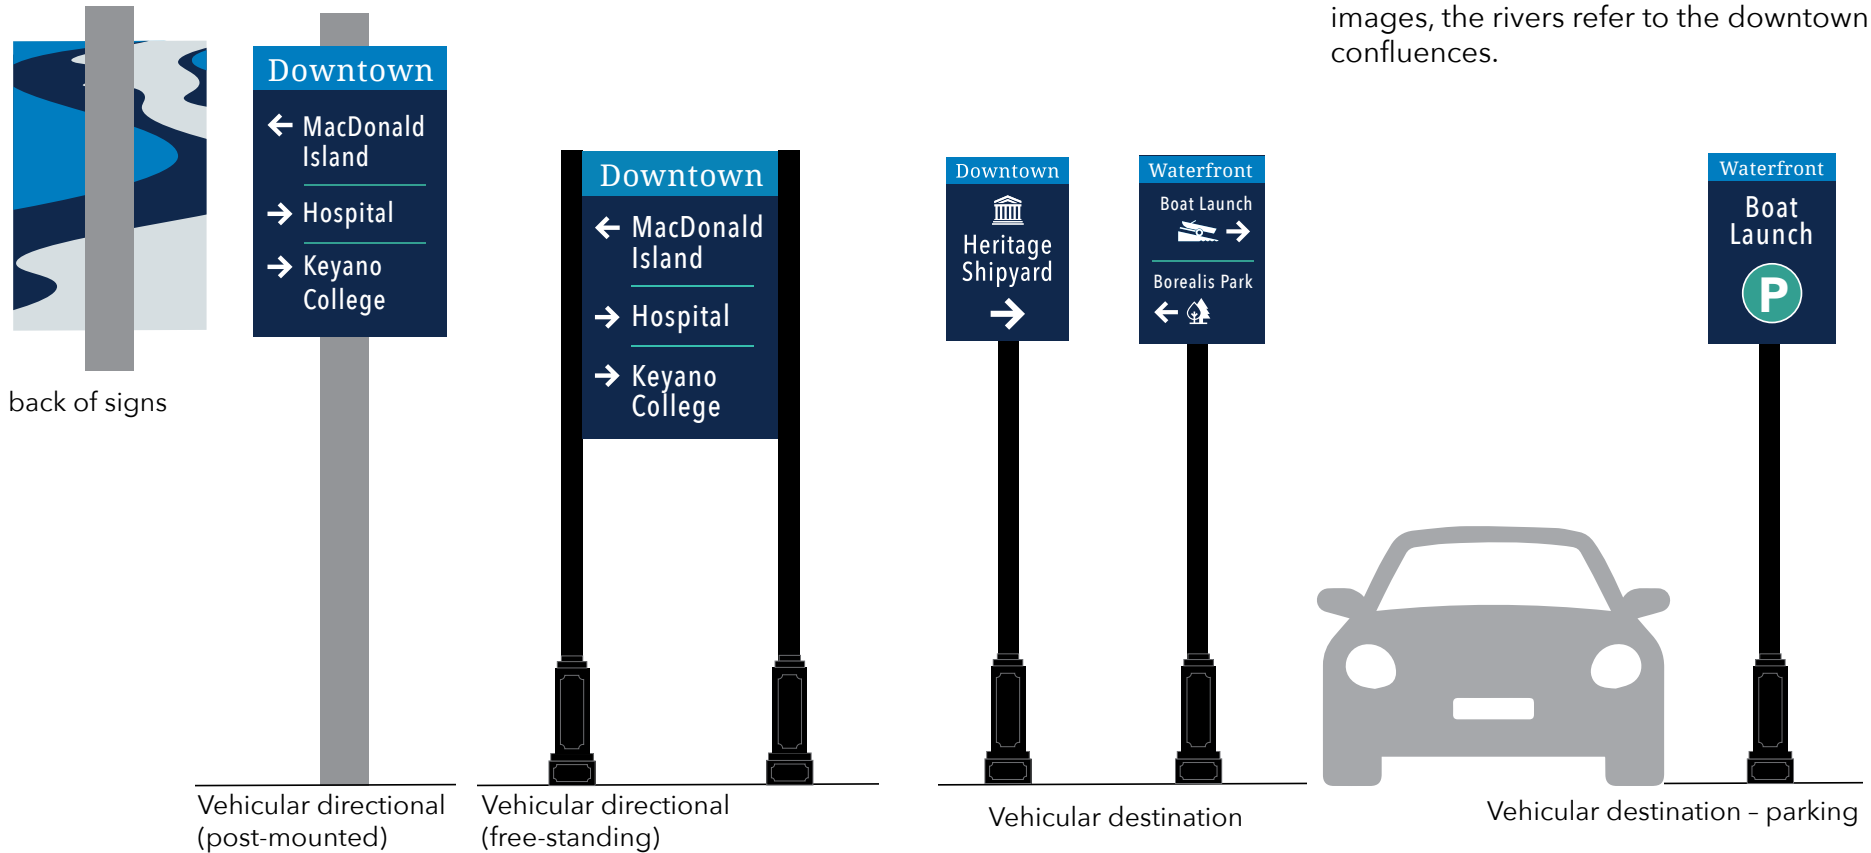 images, the rivers refer to the downtown
confluences.
back of signs
Downtown
MacDonald
Island
Hospital
Keyano
College
Vehicular directional
(post-mounted)
Downtown
MacDonald
Island
Hospital
Keyano
College
Vehicular directional
(free-standing)
Downtown
Heritage
Shipyard
Waterfront
Boat Launch
Borealis Park
Vehicular destination
Waterfront
Boat
Launch
P
Vehicular destination – parking